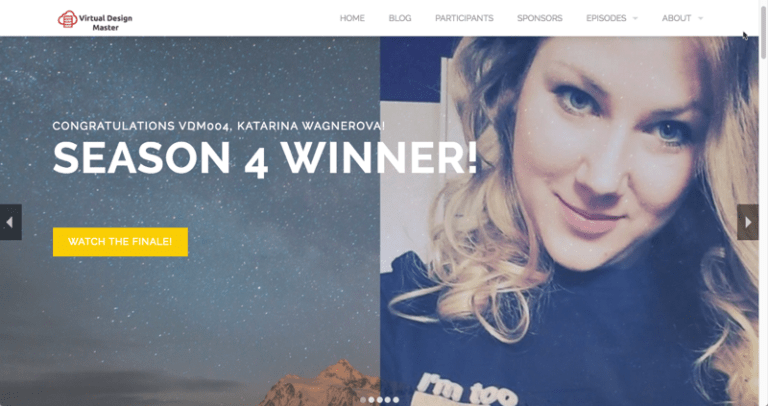 Virtual Design
Master
HOME BLOG PARTICIPANTS SPONSORS EPISODES ABOUT
CONGRATULATIONS VDM004, KATARINA WAGNEROVA!
SEASON 4 WINNER!
WATCH THE FINALE!
I'm too